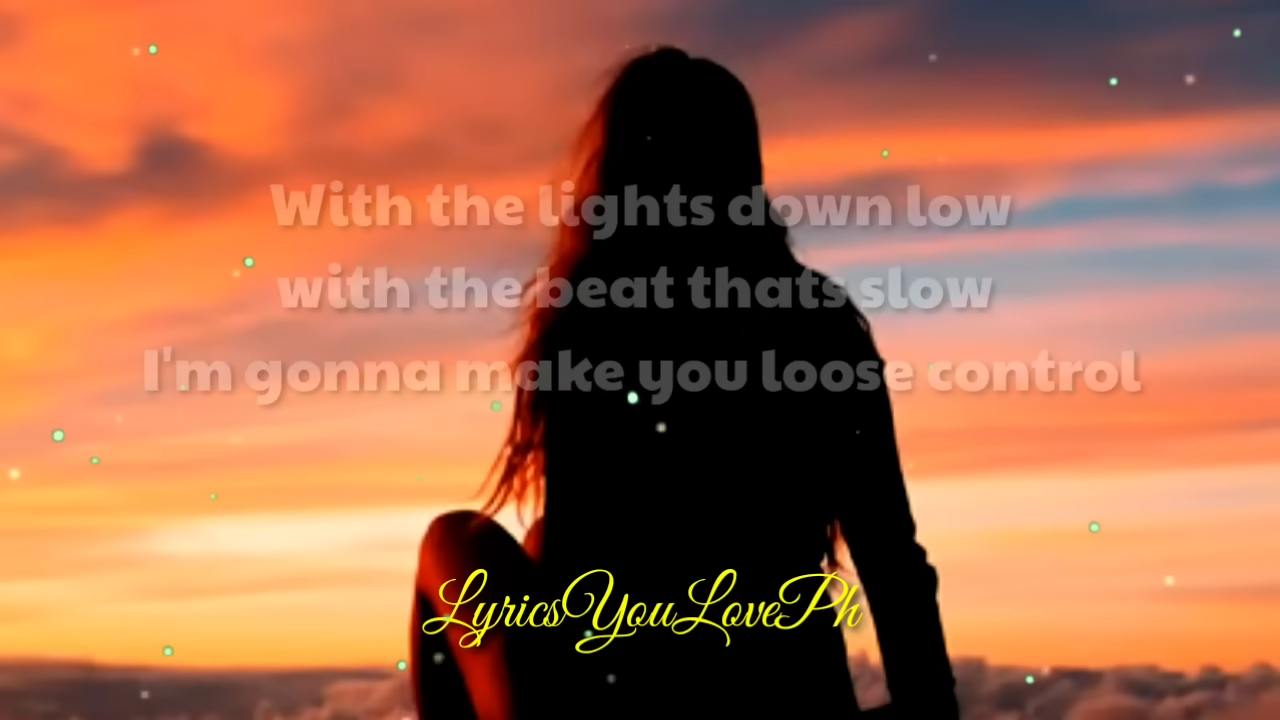 With the lights down low
with the beat thats slow
I'm gonna make you loose control
LyricsYouLovePh